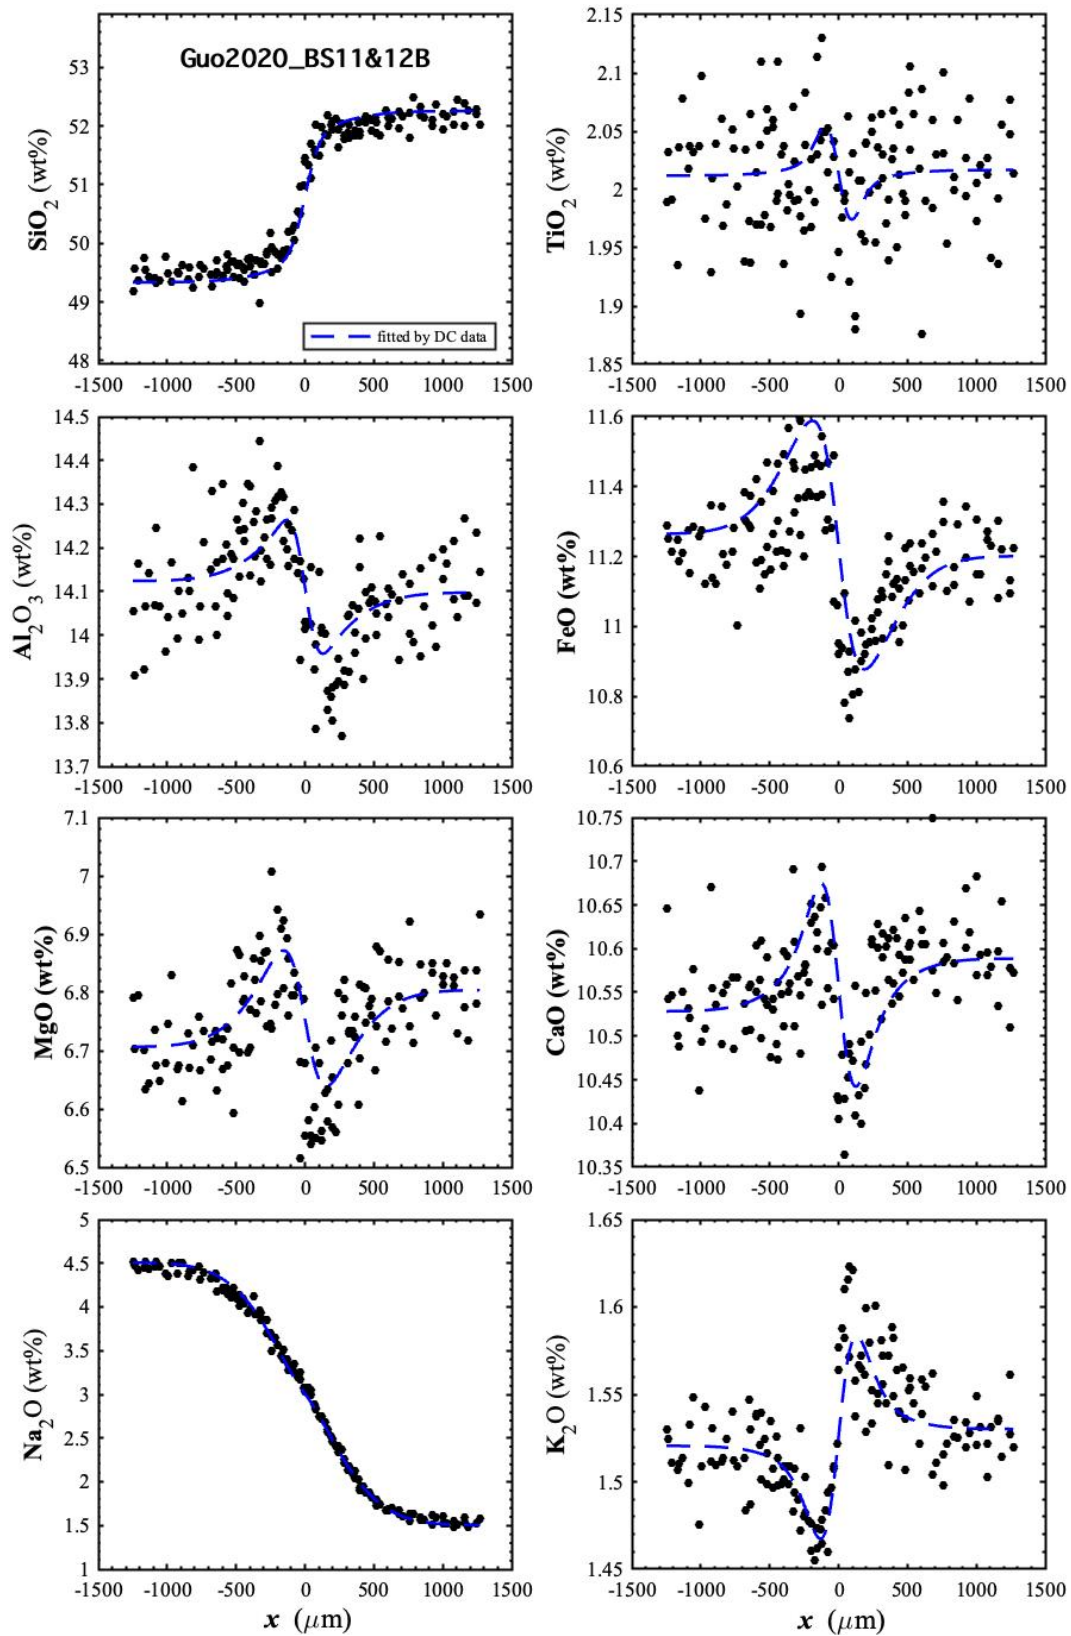 Guo2020_BS11&12B
SiO2 (wt%)
53
52
51
50
49
48
fitted by DC data
-1500 -1000 -500 0 500 1000 1500
TiO2 (wt%)
2.15
2.1
2.05
2
1.95
1.9
1.85
-1500 -1000 -500 0 500 1000 1500
Al2O3 (wt%)
14.5
14.4
14.3
14.2
14.1
14
13.9
13.8
13.7
-1500 -1000 -500 0 500 1000 1500
FeO (wt%)
11.6
11.4
11.2
11
10.8
10.6
-1500 -1000 -500 0 500 1000 1500
MgO (wt%)
7.1
7
6.9
6.8
6.7
6.6
6.5
-1500 -1000 -500 0 500 1000 1500
CaO (wt%)
10.75
10.7
10.65
10.6
10.55
10.5
10.45
10.4
10.35
-1500 -1000 -500 0 500 1000 1500
Na2O (wt%)
5
4.5
4
3.5
3
2.5
2
1.5
1
-1500 -1000 -500 0 500 1000 1500
x (μm)
K2O (wt%)
1.65
1.6
1.55
1.5
1.45
-1500 -1000 -500 0 500 1000 1500
x (μm)